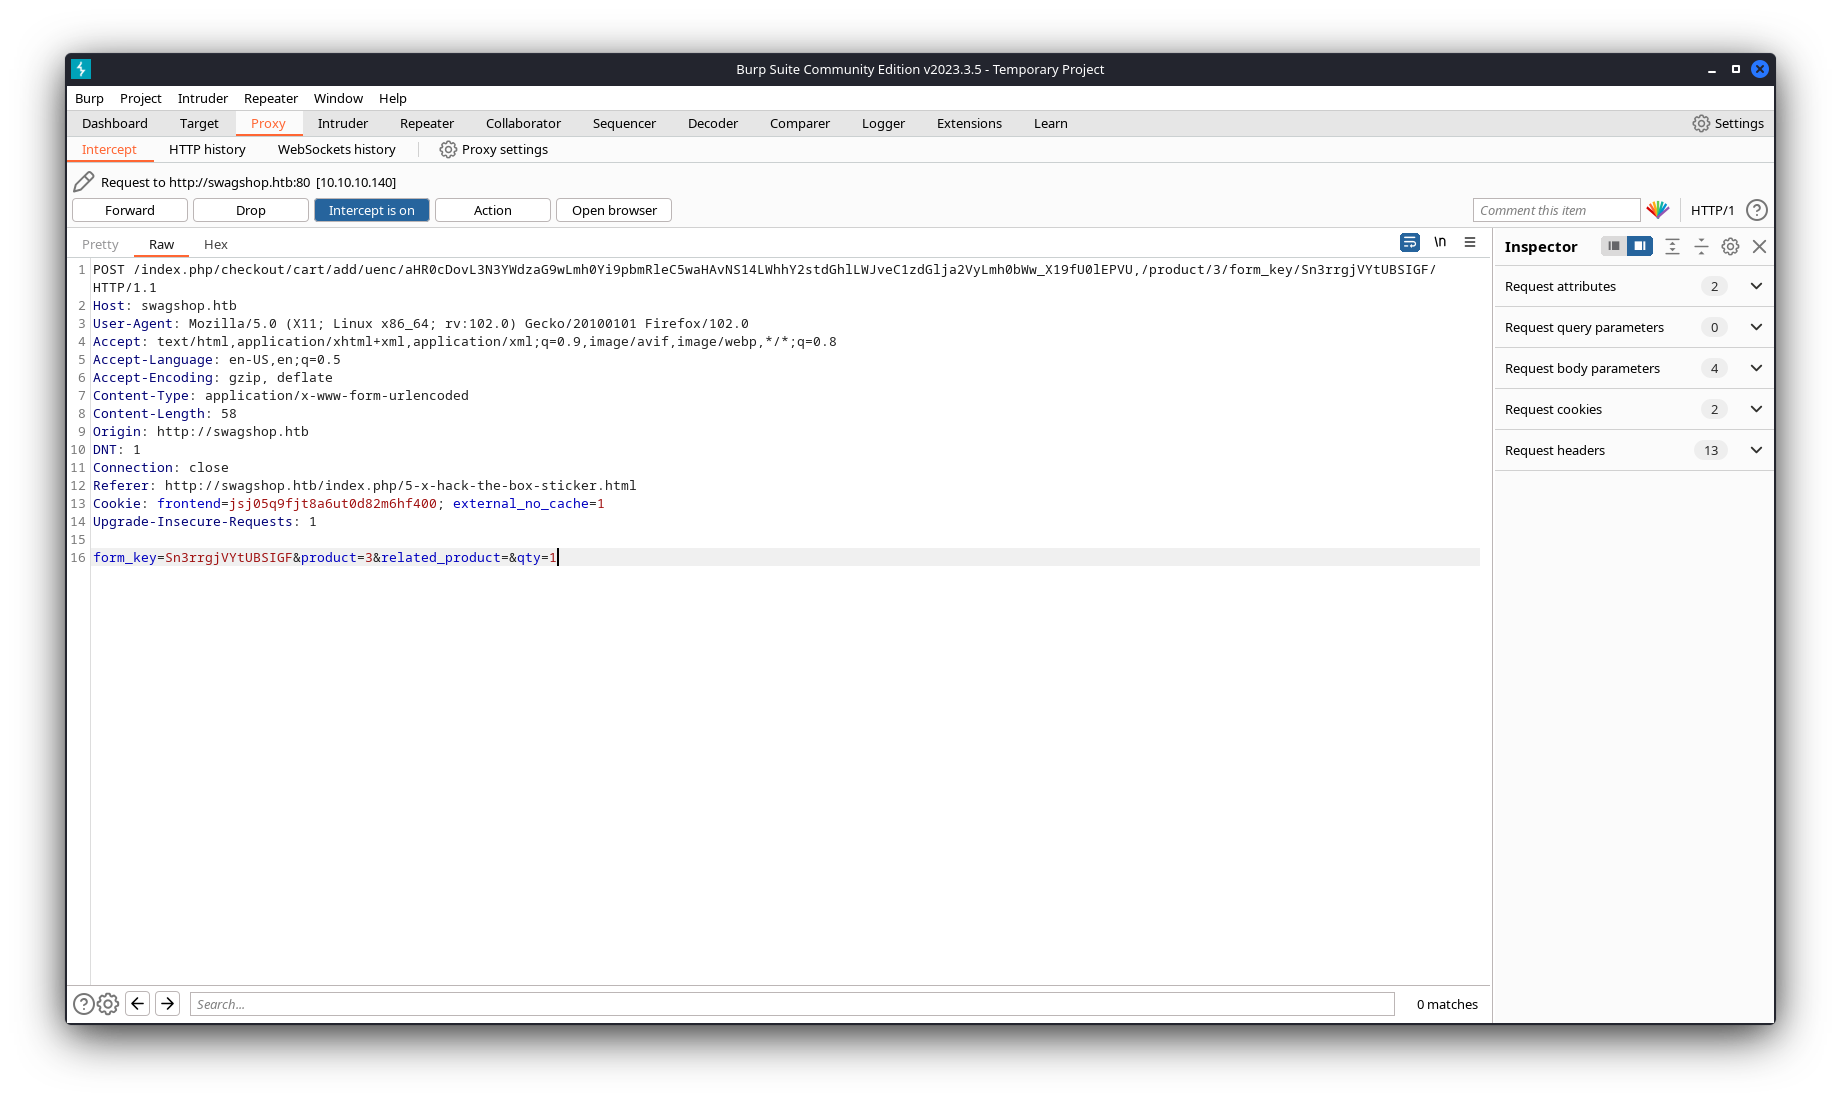 Burp Suite Community Edition v2023.3.5 - Temporary Project
Burp Project Intruder Repeater Window Help
Dashboard Target Proxy Intruder Repeater Collaborator Sequencer Decoder Comparer Logger Extensions Learn Settings
Intercept HTTP history WebSockets history Proxy settings
Request to http://swagshop.htb:80 [10.10.10.140]
Forward Drop Intercept is on Action Open browser Comment this item HTTP/1
Pretty Raw Hex \n
Inspector
1 POST /index.php/checkout/cart/add/uenc/aHR0cDovL3N3YWdzaG9wLmh0Yi9pbmRleC5waHAvNS14LWhhY2stdGhlLWJveC1zdGlja2VyLmh0bWw_X19fU0lEPVU,/product/3/form_key/Sn3rrgjVYtUBSIGF/
HTTP/1.1
2 Host: swagshop.htb
3 User-Agent: Mozilla/5.0 (X11; Linux x86_64; rv:102.0) Gecko/20100101 Firefox/102.0
4 Accept: text/html,application/xhtml+xml,application/xml;q=0.9,image/avif,image/webp,*/*;q=0.8
5 Accept-Language: en-US,en;q=0.5
6 Accept-Encoding: gzip, deflate
7 Content-Type: application/x-www-form-urlencoded
8 Content-Length: 58
9 Origin: http://swagshop.htb
10 DNT: 1
11 Connection: close
12 Referer: http://swagshop.htb/index.php/5-x-hack-the-box-sticker.html
13 Cookie: frontend=jsj05q9fjt8a6ut0d82m6hf400; external_no_cache=1
14 Upgrade-Insecure-Requests: 1
15
16 form_key=Sn3rrgjVYtUBSIGF&product=3&related_product=&qty=1
Request attributes 2
Request query parameters 0
Request body parameters 4
Request cookies 2
Request headers 13
Search... 0 matches